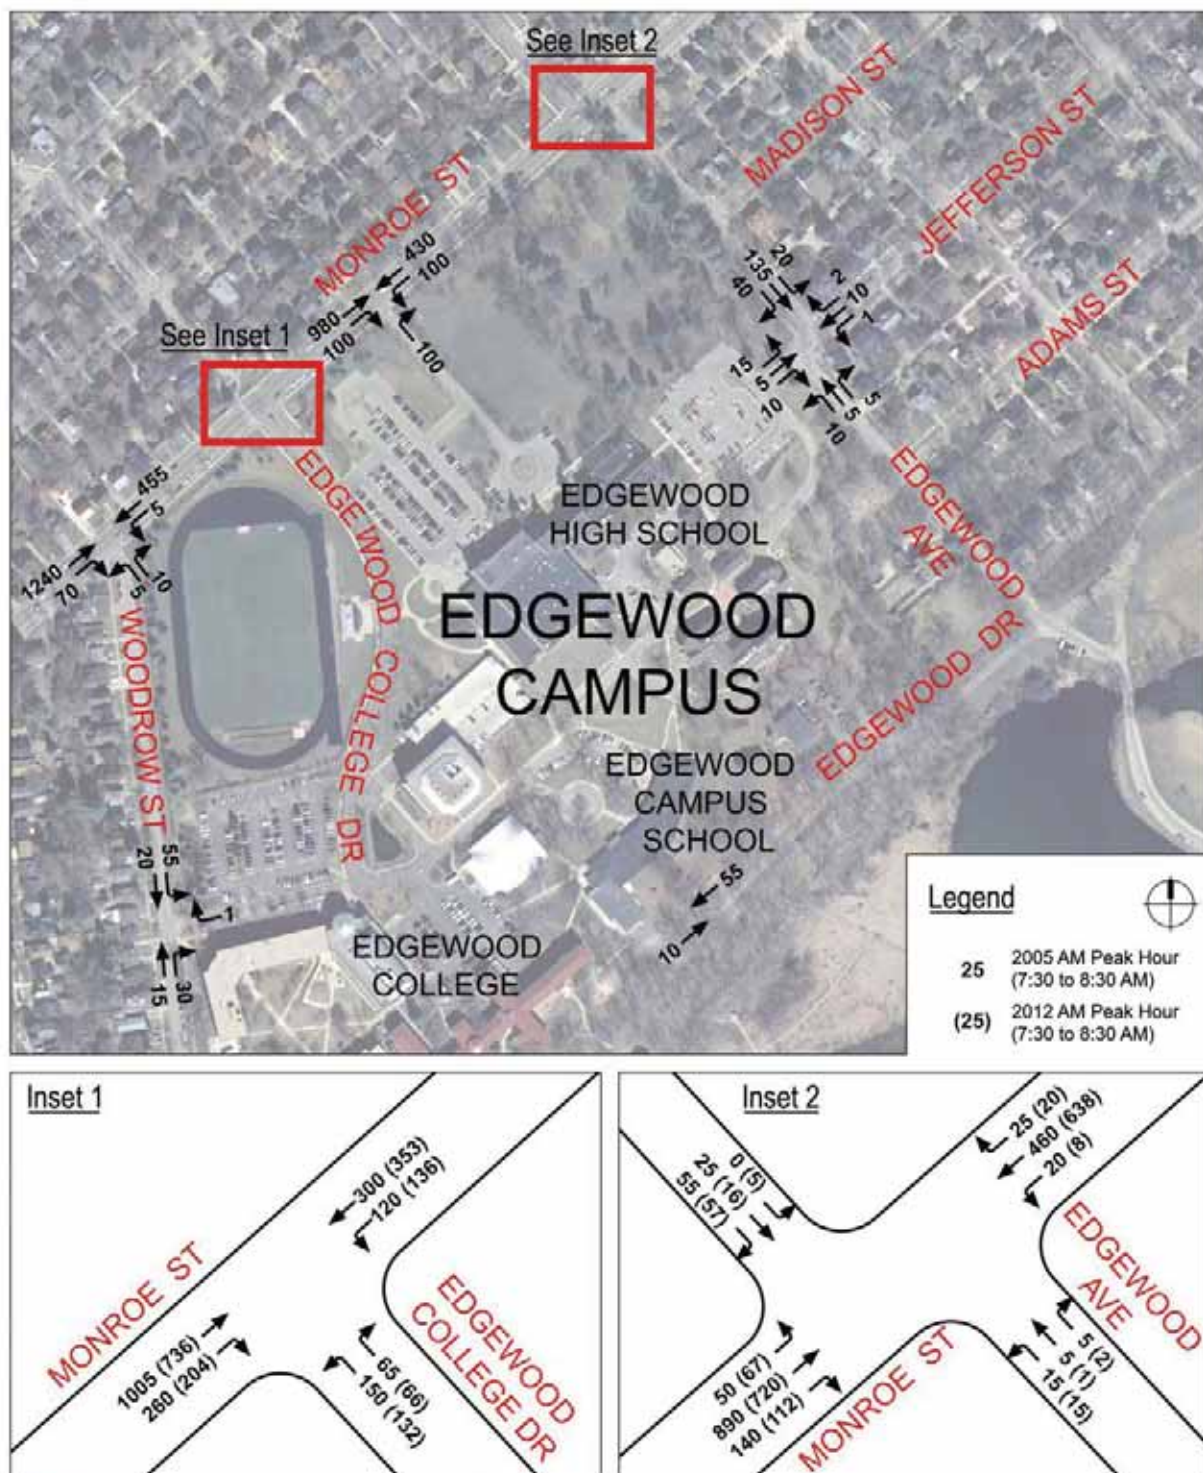 See Inset 2
MADISON ST
JEFFERSON ST
ADAMS ST
MONROE ST
430
100
980
100
100
See Inset 1
20
135
40
2
10
1
15
5
10
5
5
10
455
5
1240
70
10
5
EDGEWOOD COLLEGE DR
EDGEWOOD
HIGH SCHOOL
EDGEWOOD
AVE
EDGEWOOD
CAMPUS
EDGEWOOD DR
WOODROW ST
EDGEWOOD
CAMPUS
SCHOOL
55
20
1
15
30
EDGEWOOD
COLLEGE
55
10
Legend
25 2005 AM Peak Hour
(7:30 to 8:30 AM)
(25) 2012 AM Peak Hour
(7:30 to 8:30 AM)
Inset 1
300 (353)
120 (136)
MONROE ST
1005 (736)
260 (204)
65 (66)
150 (132)
EDGEWOOD
COLLEGE DR
Inset 2
0 (5)
25 (16)
55 (57)
25 (20)
460 (638)
20 (8)
EDGEWOOD
AVE
50 (67)
890 (720)
140 (112)
MONROE ST
5 (2)
5 (1)
15 (15)